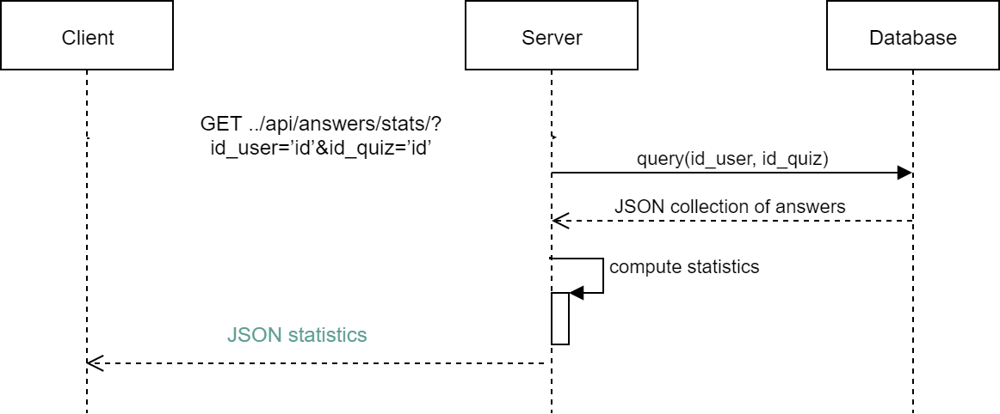 Client
Server
Database
GET ../api/answers/stats/?
id_user=’id’&id_quiz=’id’
query(id_user, id_quiz)
JSON collection of answers
compute statistics
JSON statistics